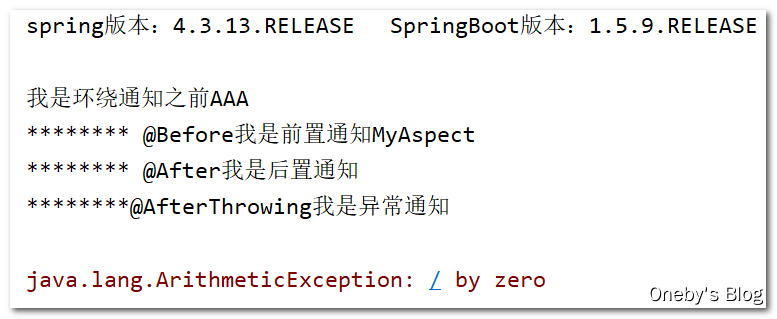 spring版本：4.3.13.RELEASE   SpringBoot版本：1.5.9.RELEASE
我是环绕通知之前AAA
******** @Before我是前置通知MyAspect
******** @After我是后置通知
********@AfterThrowing我是异常通知
java.lang.ArithmeticException: / by zero
Oneby's Blog